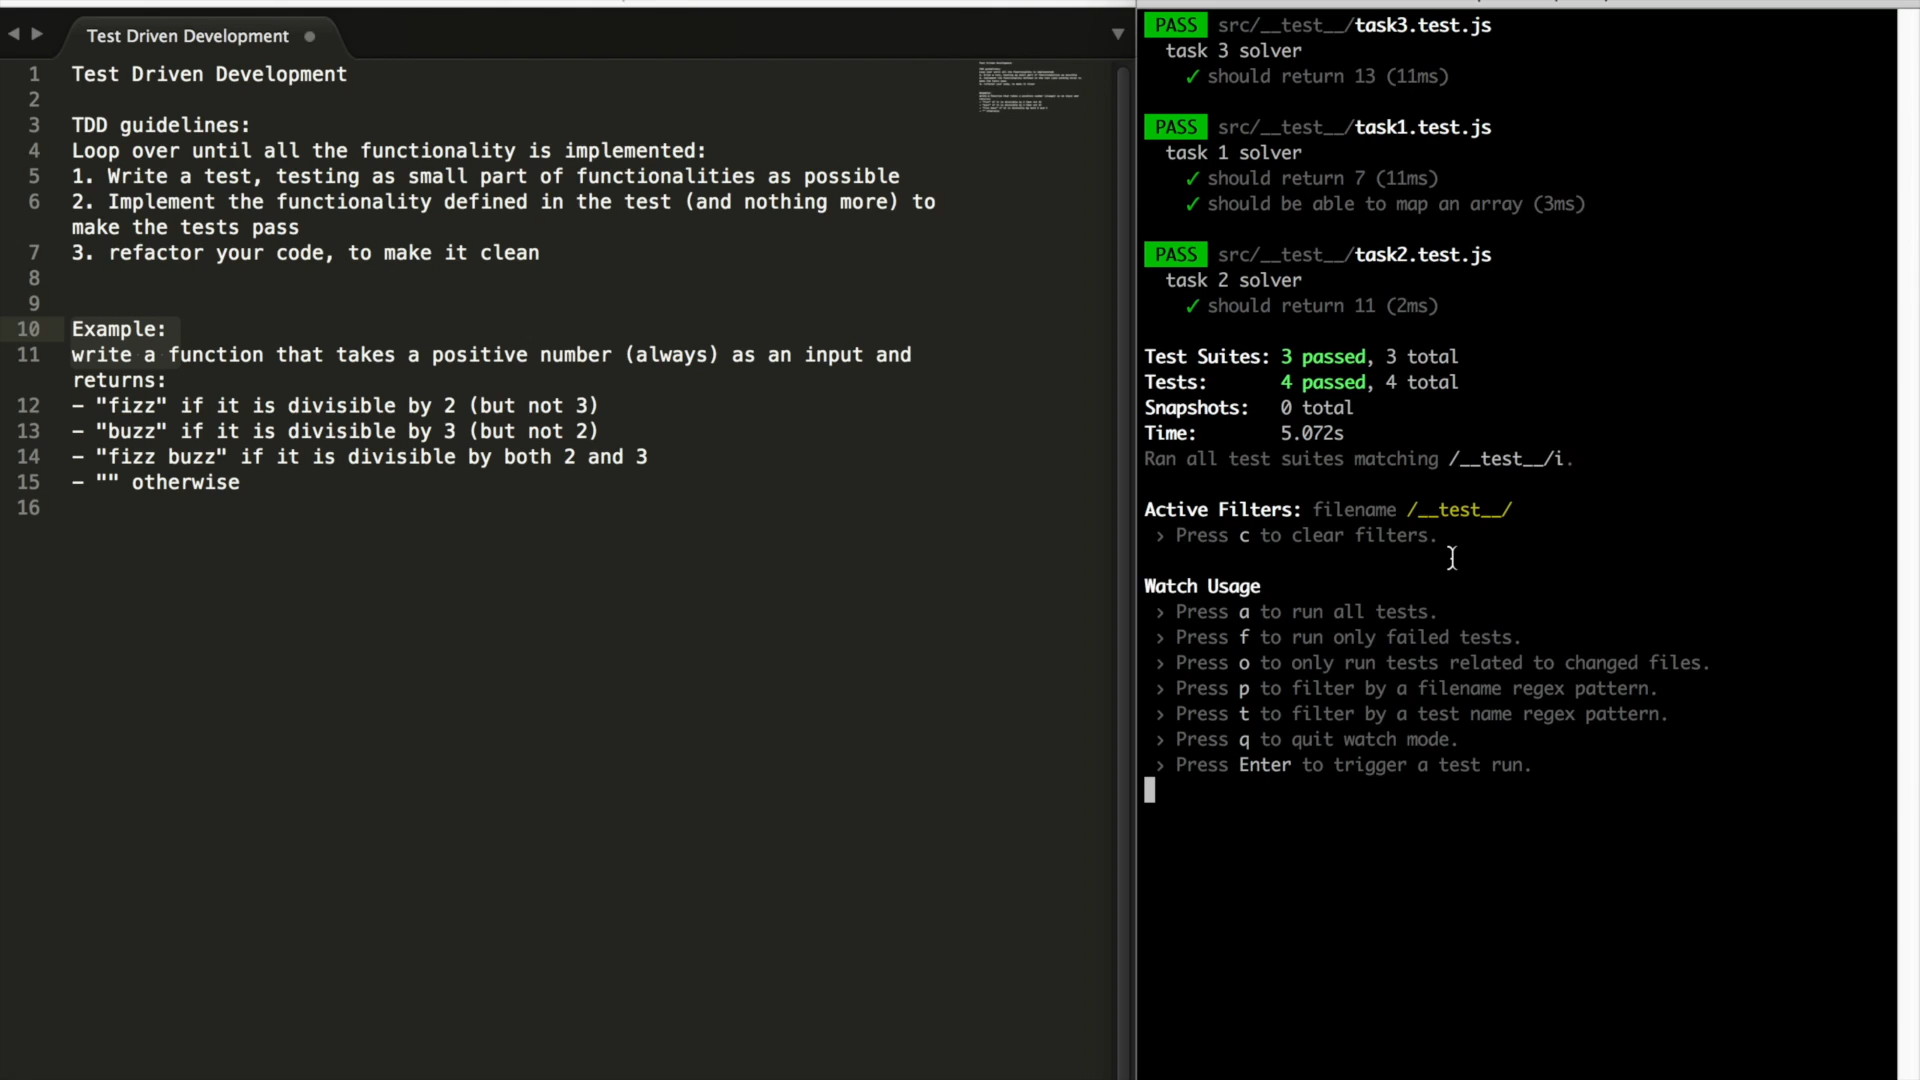 Test Driven Development
1 Test Driven Development
2
3 TDD guidelines:
4 Loop over until all the functionality is implemented:
5 1. Write a test, testing as small part of functionalities as possible
6 2. Implement the functionality defined in the test (and nothing more) to
make the tests pass
7 3. refactor your code, to make it clean
8
9
10 Example:
11 write a function that takes a positive number (always) as an input and
returns:
12 - "fizz" if it is divisible by 2 (but not 3)
13 - "buzz" if it is divisible by 3 (but not 2)
14 - "fizz buzz" if it is divisible by both 2 and 3
15 - "" otherwise
16
PASS src/__test__/task3.test.js
task 3 solver
✓ should return 13 (11ms)
PASS src/__test__/task1.test.js
task 1 solver
✓ should return 7 (11ms)
✓ should be able to map an array (3ms)
PASS src/__test__/task2.test.js
task 2 solver
✓ should return 11 (2ms)
Test Suites: 3 passed, 3 total
Tests: 4 passed, 4 total
Snapshots: 0 total
Time: 5.072s
Ran all test suites matching /__test__/i.
Active Filters: filename /__test__/
› Press c to clear filters.
Watch Usage
› Press a to run all tests.
› Press f to run only failed tests.
› Press o to only run tests related to changed files.
› Press p to filter by a filename regex pattern.
› Press t to filter by a test name regex pattern.
› Press q to quit watch mode.
› Press Enter to trigger a test run.